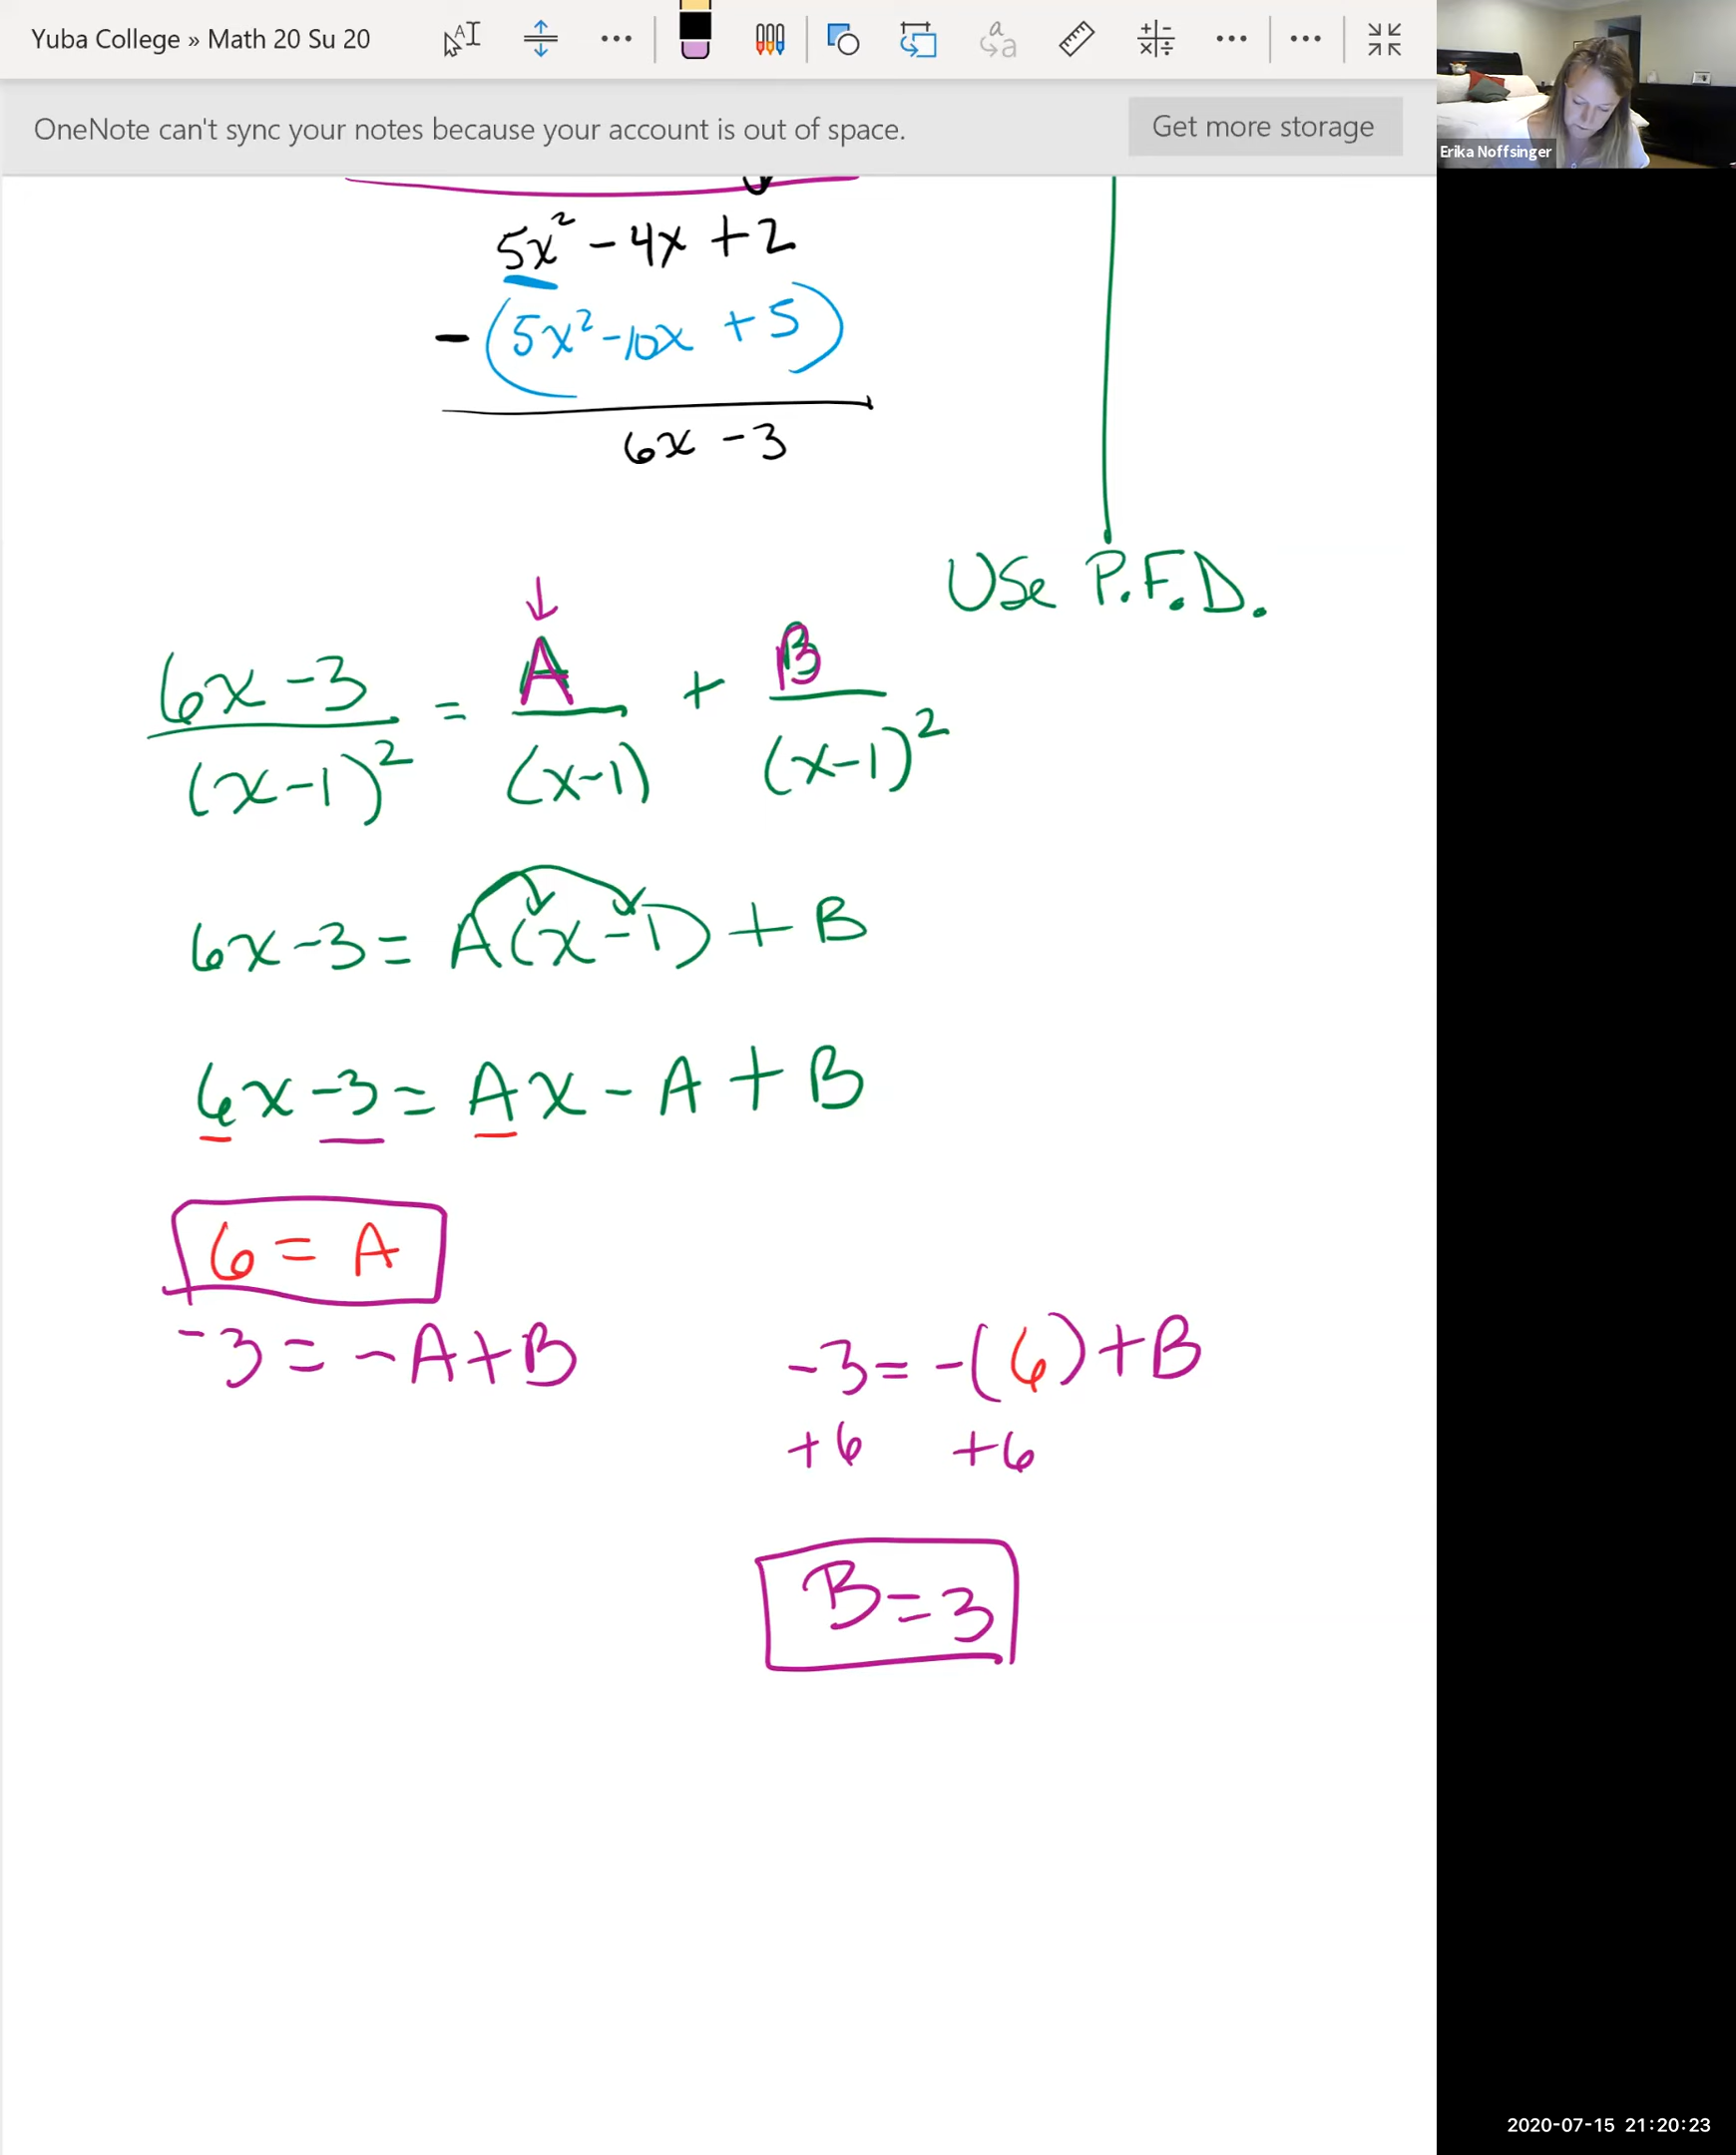 Yuba College » Math 20 Su 20
OneNote can't sync your notes because your account is out of space.
Get more storage
Erika Noffsinger
5x² - 4x + 2
- (5x² - 10x + 5)
6x - 3
Use P.F.D.
6x - 3 / (x-1)² = A / (x-1) + B / (x-1)²
6x - 3 = A(x - 1) + B
6x - 3 = Ax - A + B
6 = A
-3 = -A + B
-3 = -(6) + B
+6 +6
B = 3
2020-07-15 21:20:23